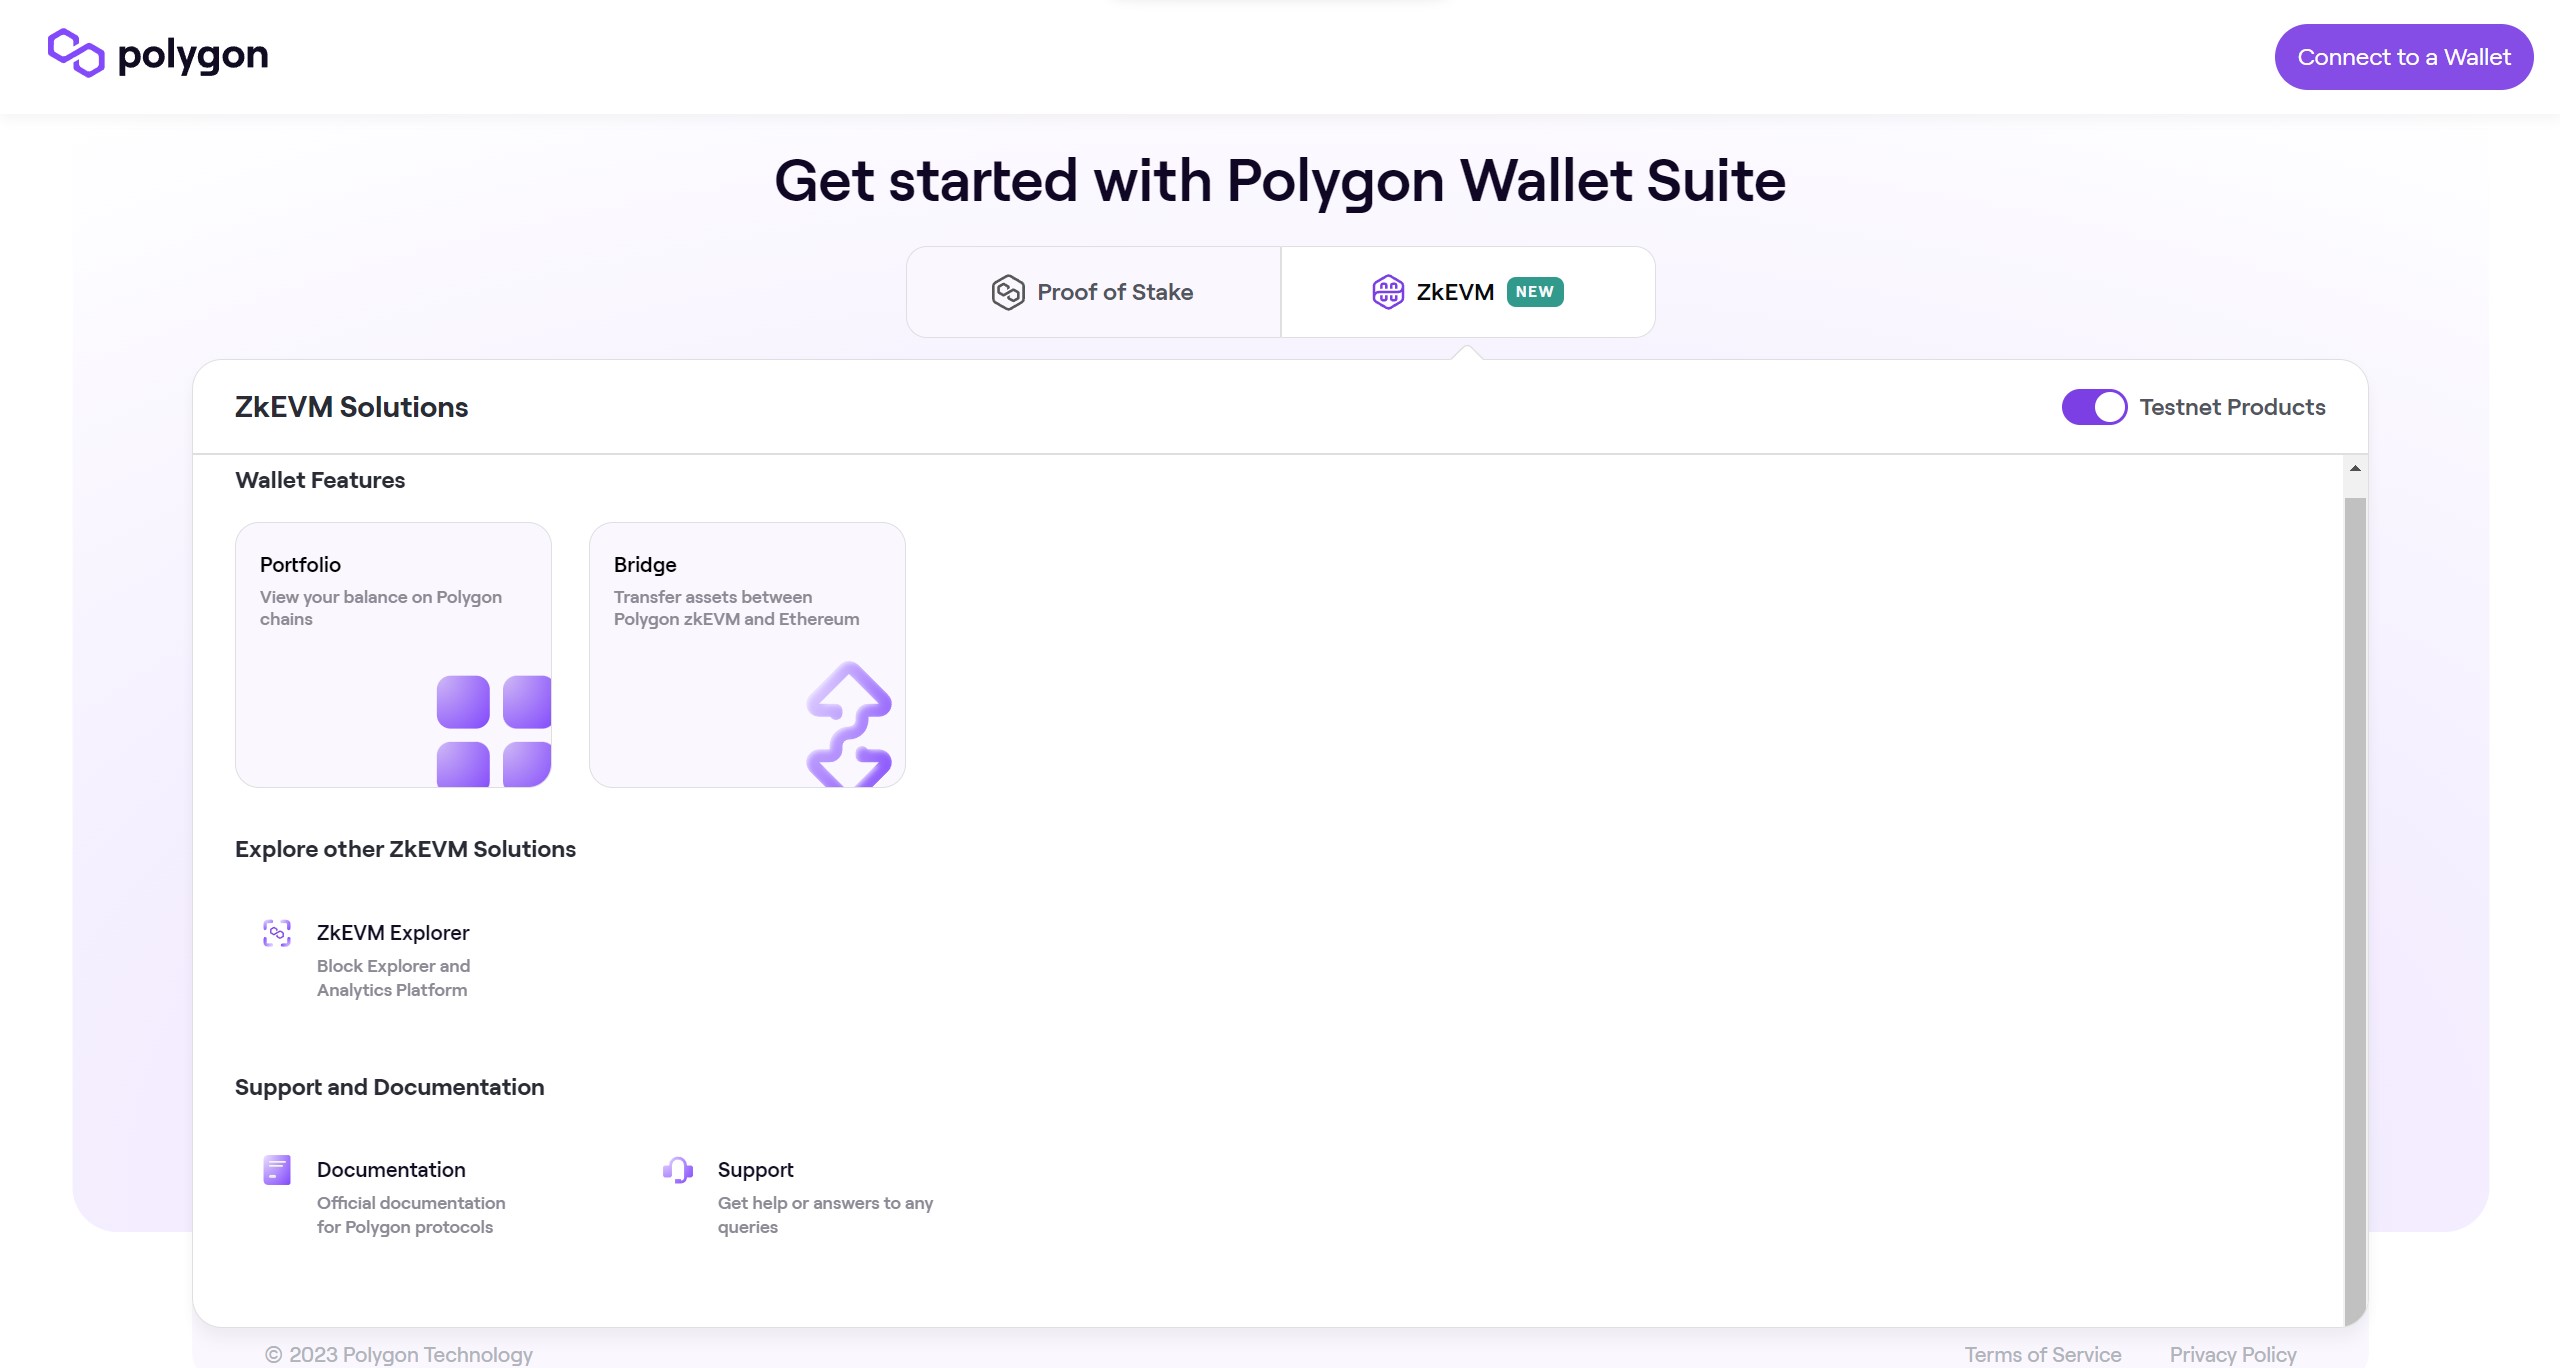 polygon
Connect to a Wallet
Get started with Polygon Wallet Suite
Proof of Stake
ZkEVM NEW
ZkEVM Solutions
Testnet Products
Wallet Features
Portfolio
View your balance on Polygon
chains
Bridge
Transfer assets between
Polygon zkEVM and Ethereum
Explore other ZkEVM Solutions
ZkEVM Explorer
Block Explorer and
Analytics Platform
Support and Documentation
Documentation
Official documentation
for Polygon protocols
Support
Get help or answers to any
queries
© 2023 Polygon Technology
Terms of Service
Privacy Policy